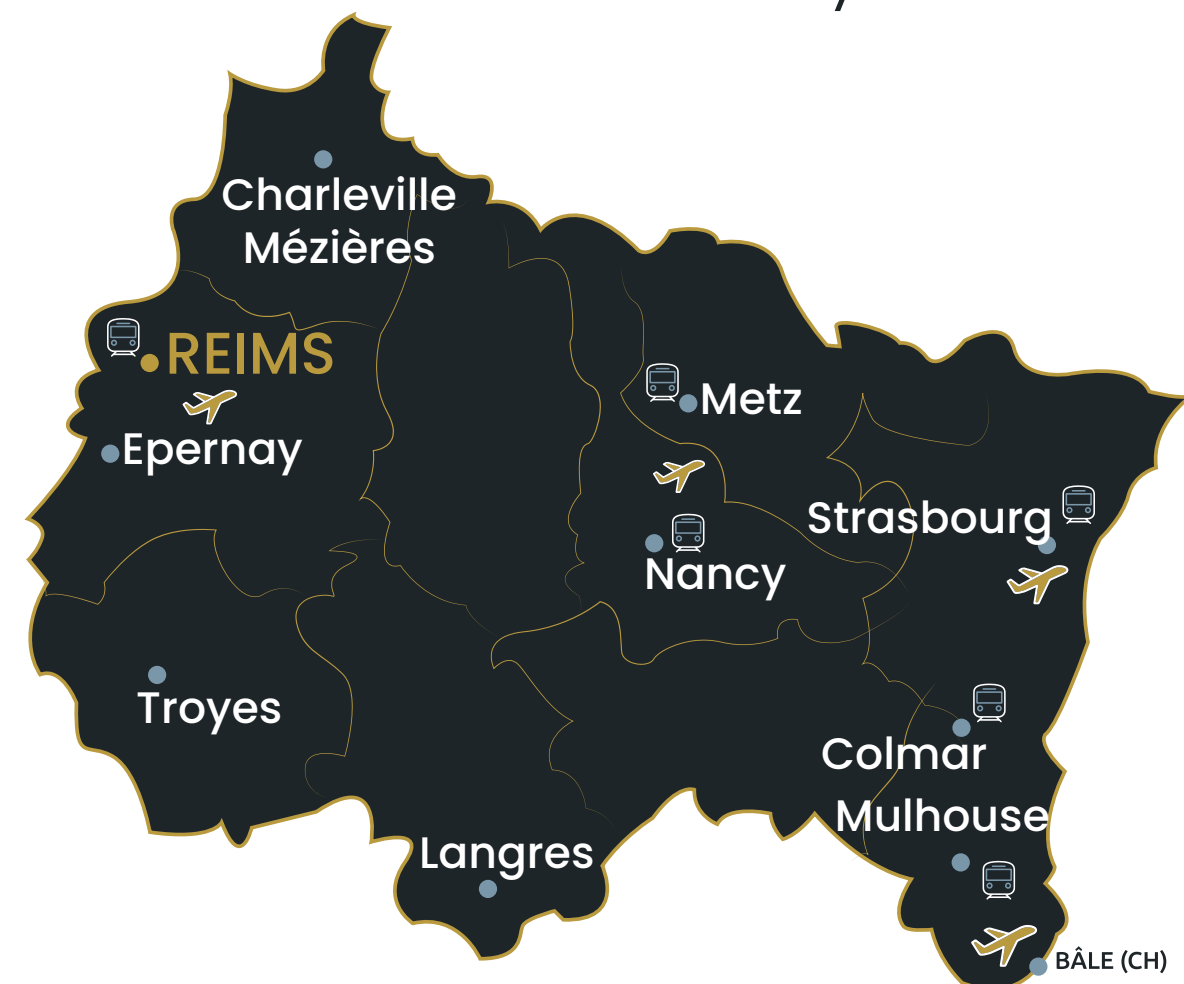 Charleville
Mézières
REIMS
Metz
Epernay
Strasbourg
Nancy
Troyes
Colmar
Mulhouse
Langres
BÂLE (CH)